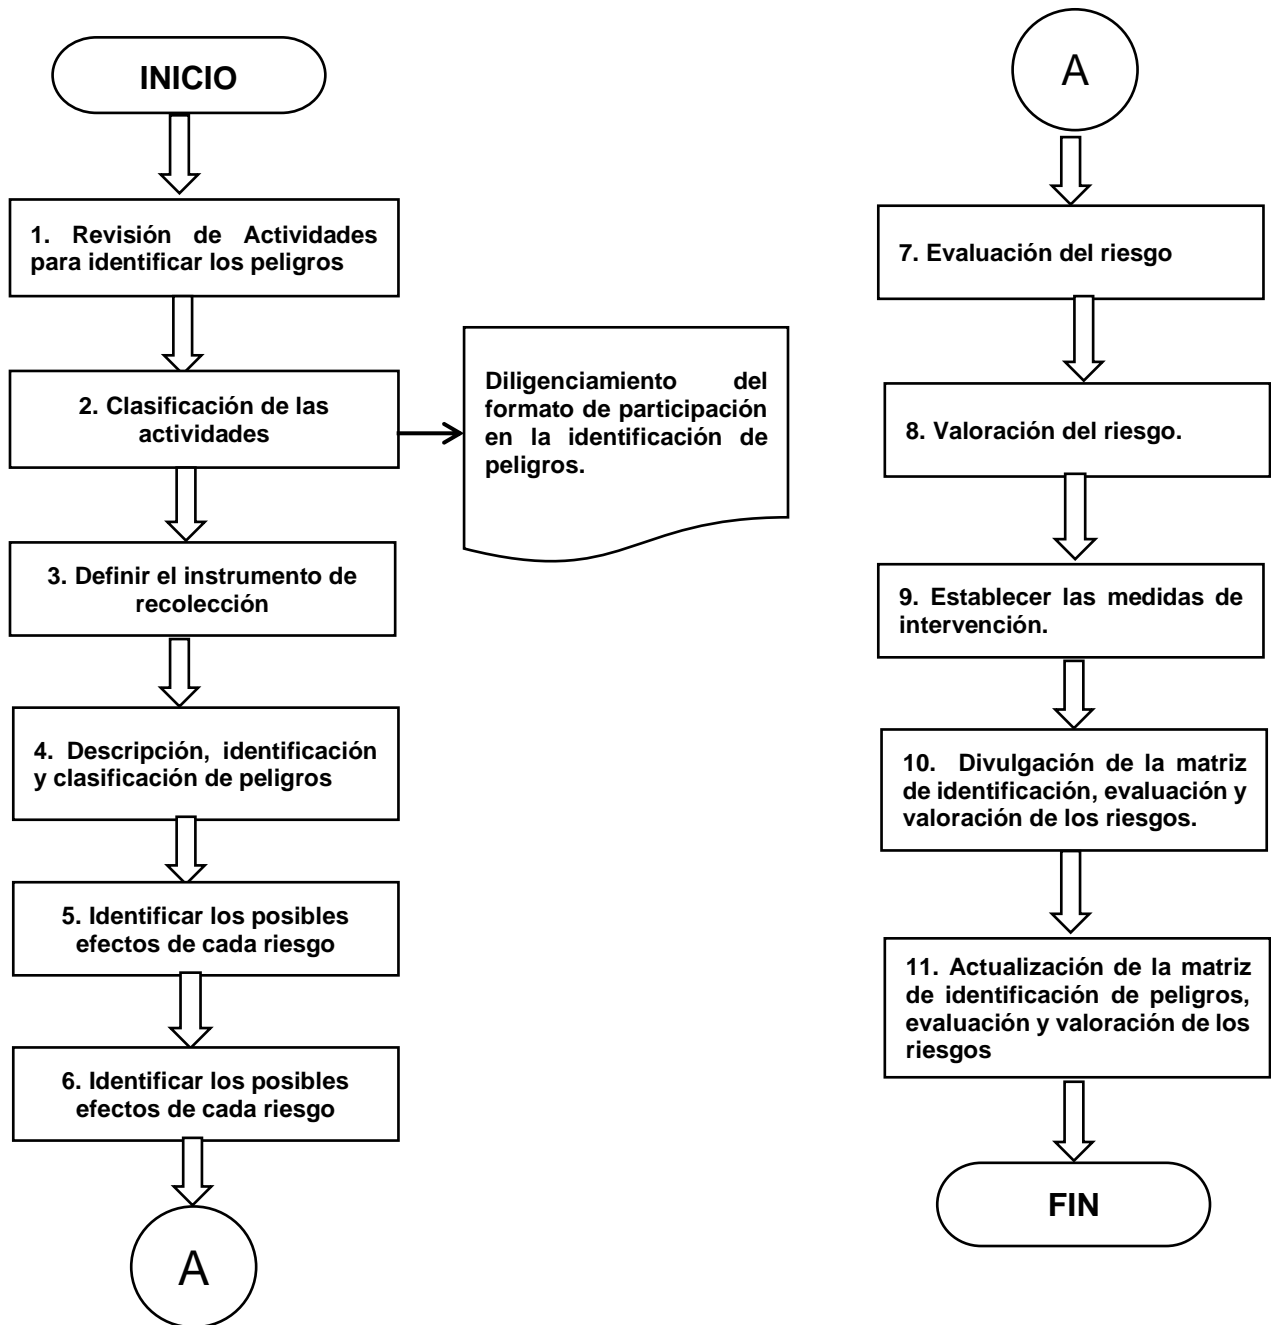 INICIO
1. Revisión de Actividades
para identificar los peligros
2. Clasificación de las
actividades
Diligenciamiento del
formato de participación
en la identificación de
peligros.
3. Definir el instrumento de
recolección
4. Descripción, identificación
y clasificación de peligros
5. Identificar los posibles
efectos de cada riesgo
6. Identificar los posibles
efectos de cada riesgo
A
A
7. Evaluación del riesgo
8. Valoración del riesgo.
9. Establecer las medidas de
intervención.
10. Divulgación de la matriz
de identificación, evaluación y
valoración de los riesgos.
11. Actualización de la matriz
de identificación de peligros,
evaluación y valoración de los
riesgos
FIN